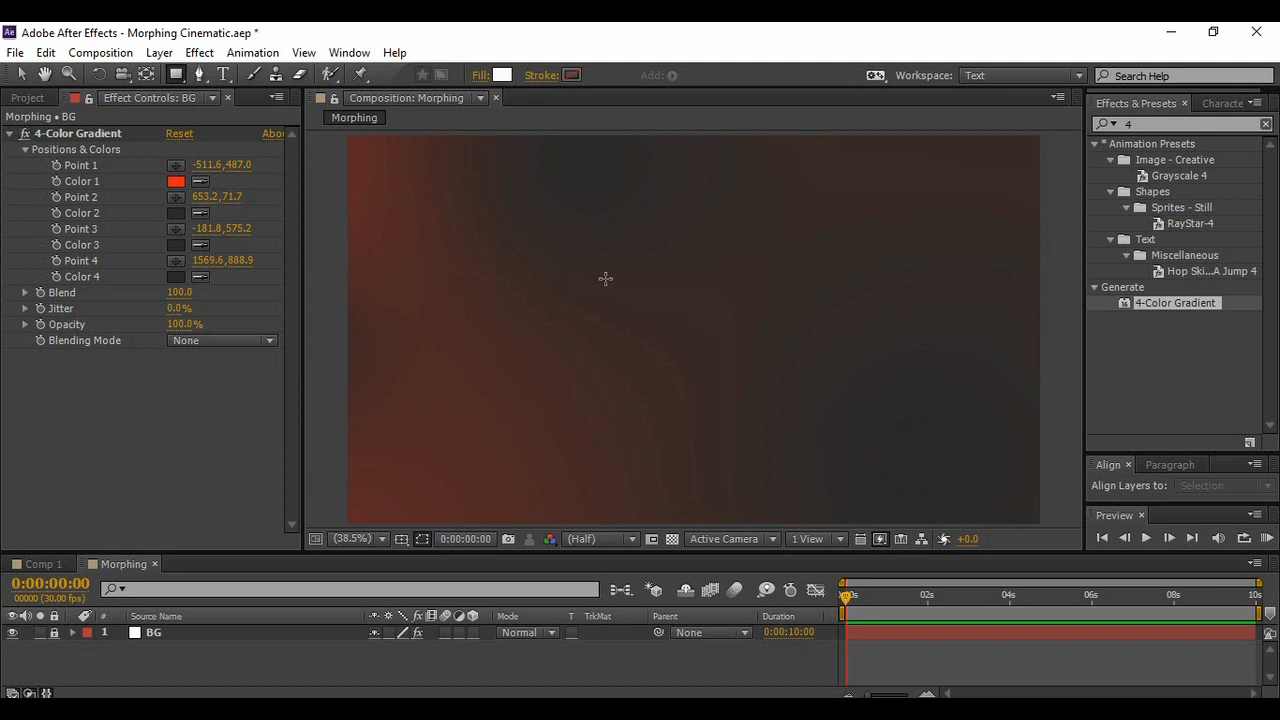 Adobe After Effects - Morphing Cinematic.aep *
File Edit Composition Layer Effect Animation View Window Help
Fill: Stroke: Add: Workspace: Text Search Help
Project Effect Controls: BG Composition: Morphing Effects & Presets Characte
Morphing • BG
Morphing
4
4-Color Gradient Reset Abou
Positions & Colors
Point 1 -511.6,487.0
Color 1
Point 2 653.2,71.7
Color 2
Point 3 -181.8,575.2
Color 3
Point 4 1569.6,888.9
Color 4
Blend 100.0
Jitter 0.0%
Opacity 100.0%
Blending Mode None
* Animation Presets
Image - Creative
Grayscale 4
Shapes
Sprites - Still
RayStar-4
Text
Miscellaneous
Hop Ski...A Jump 4
Generate
4-Color Gradient
Align Paragraph
Align Layers to: Selection
Preview
(38.5%) 0:00:00:00 (Half) Active Camera 1 View +0.0
Comp 1 Morphing
0:00:00:00
00000 (30.00 fps)
02s 04s 06s 08s 10s
# Source Name Mode T TrkMat Parent Duration
1 BG Normal None 0:00:10:00